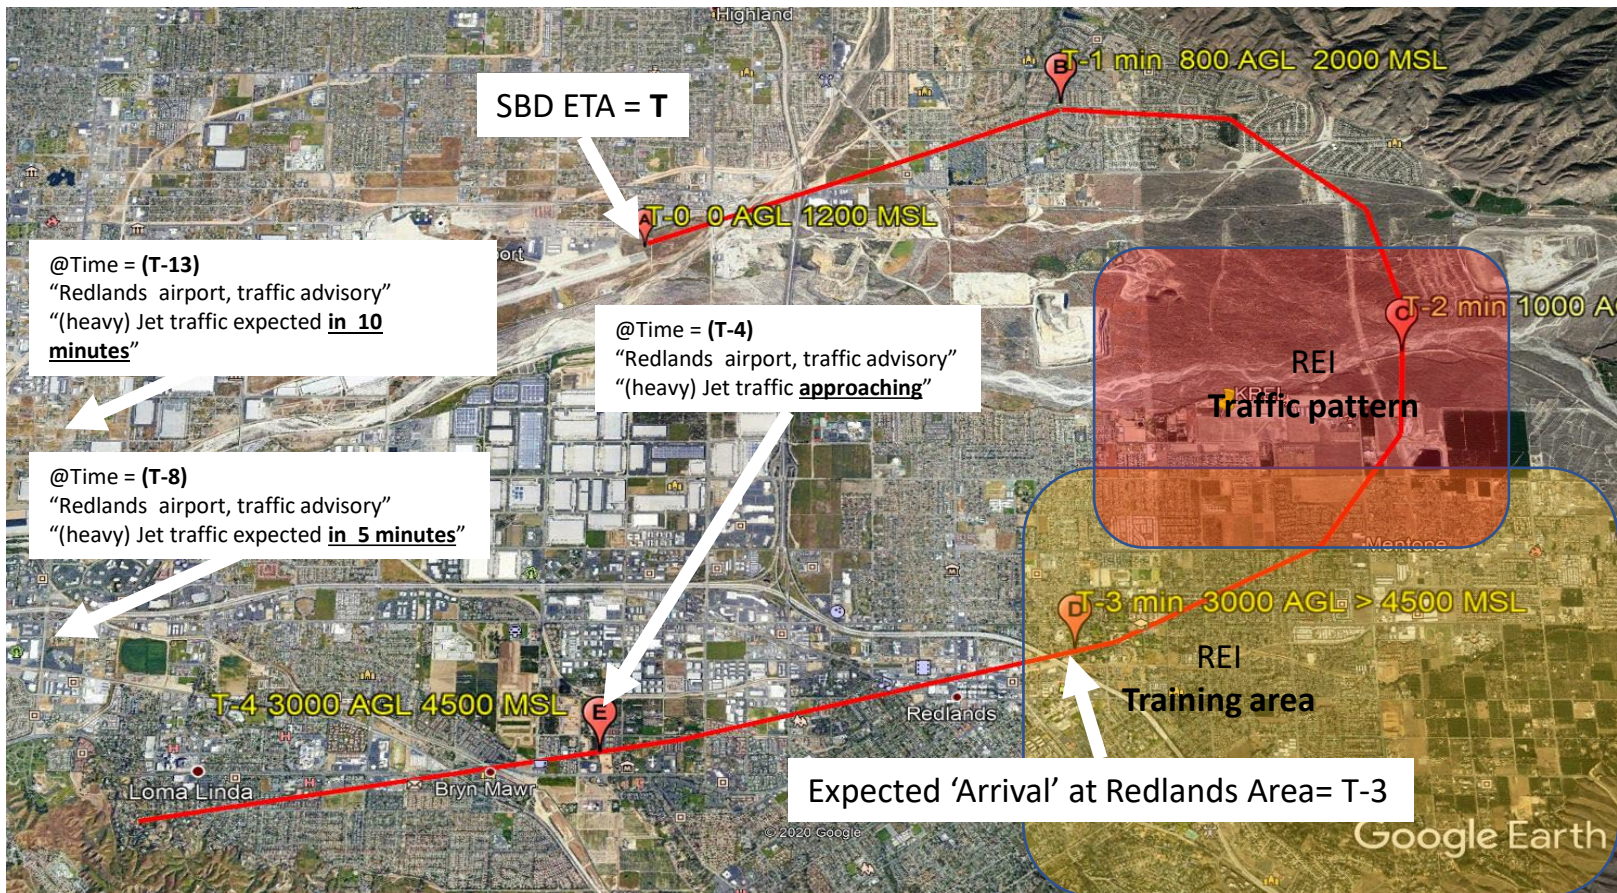 Highland
T-1 min  800 AGL  2000 MSL
B
SBD ETA = T
T-0  0 AGL 1200 MSL
A
port
@Time = (T-13)
“Redlands  airport, traffic advisory”
“(heavy) Jet traffic expected in  10
minutes”
@Time = (T-4)
“Redlands  airport, traffic advisory”
“(heavy) Jet traffic approaching”
T-2 min 1000 A
C
REI
KREI
Traffic pattern
@Time = (T-8)
“Redlands  airport, traffic advisory”
“(heavy) Jet traffic expected in  5 minutes”
Mentone
T-3 min  3000 AGL > 4500 MSL
D
REI
Training area
T-4 3000 AGL 4500 MSL
E
Redlands
Loma Linda
Bryn Mawr
Expected ‘Arrival’ at Redlands Area= T-3
© 2020 Google
Google Earth